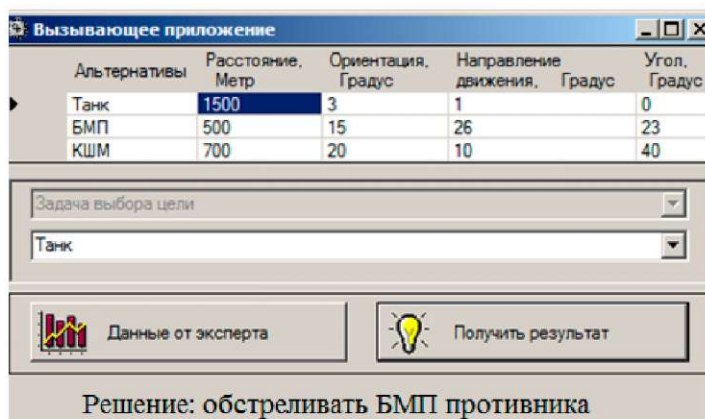 Вызывающее приложение
Альтернативы Расстояние, Метр Ориентация, Градус Направление движения, Градус Угол, Градус
Танк 1500 3 1 0
БМП 500 15 26 23
КШМ 700 20 10 40
Задача выбора цели
Танк
Данные от эксперта Получить результат
Решение: обстреливать БМП противника